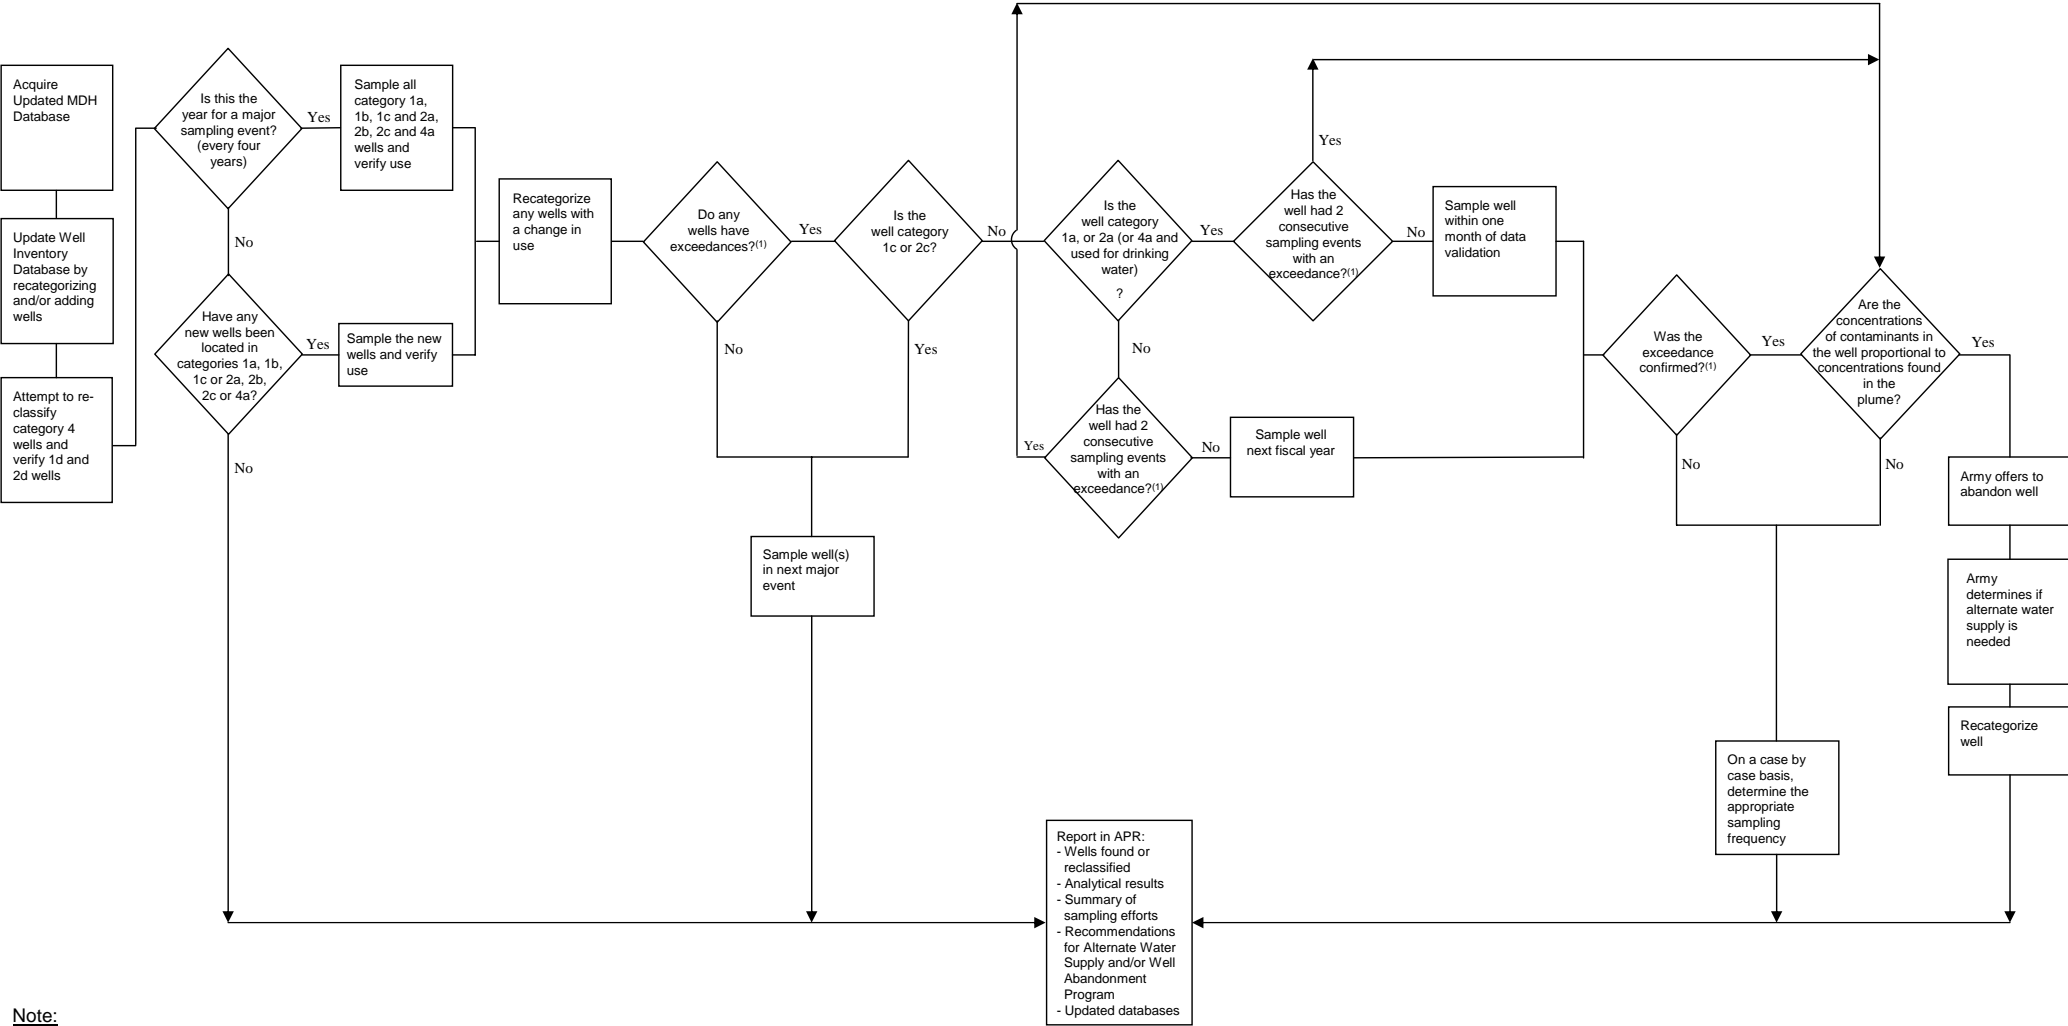 Acquire
Updated MDH
Database
Update Well
Inventory
Database by
recategorizing
and/or adding
wells
Attempt to re-
classify
category 4
wells and
verify 1d and
2d wells
Is this the
year for a major
sampling event?
(every four
years)
Yes
No
Sample all
category 1a,
1b, 1c and 2a,
2b, 2c and 4a
wells and
verify use
Have any
new wells been
located in
categories 1a, 1b,
1c or 2a, 2b,
2c or 4a?
Yes
No
Sample the new
wells and verify
use
Recategorize
any wells with
a change in
use
Do any
wells have
exceedances?(1)
Yes
No
Is the
well category
1c or 2c?
No
Yes
Sample well(s)
in next major
event
Is the
well category
1a, or 2a (or 4a and
used for drinking
water)
?
Yes
No
Has the
well had 2
consecutive
sampling events
with an
exceedance?(1)
Yes
No
Sample well
next fiscal year
Has the
well had 2
consecutive
sampling events
with an
exceedance?(1)
Yes
No
Sample well
within one
month of data
validation
Was the
exceedance
confirmed?(1)
Yes
No
Are the
concentrations
of contaminants in
the well proportional to
concentrations found
in the
plume?
Yes
No
Army offers to
abandon well
Army
determines if
alternate water
supply is
needed
Recategorize
well
On a case by
case basis,
determine the
appropriate
sampling
frequency
Report in APR:
- Wells found or
reclassified
- Analytical results
- Summary of
sampling efforts
- Recommendations
for Alternate Water
Supply and/or Well
Abandonment
Program
- Updated databases
Note: